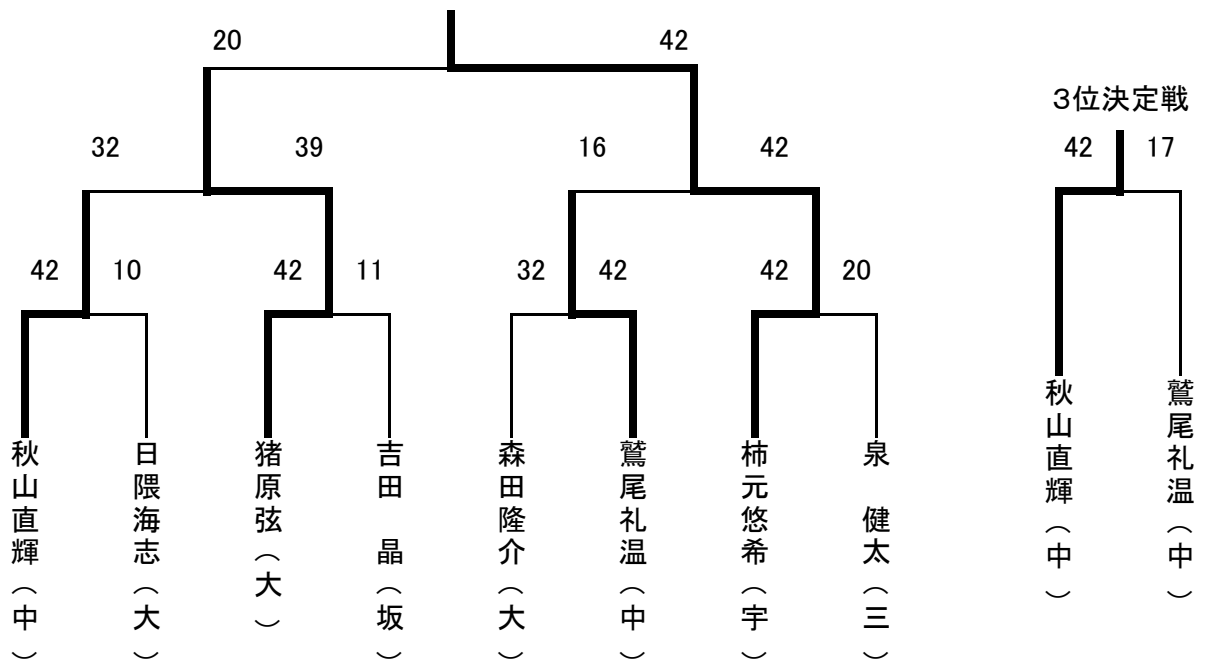 20 42
３位決定戦
32 39 16 42
42 17
42 10 42 11 32 42 42 20
秋山直輝（中）
日隈海志（大）
猪原弦（大）
吉田　晶（坂）
森田隆介（大）
鷲尾礼温（中）
柿元悠希（宇）
泉　健太（三）
秋山直輝（中）
鷲尾礼温（中）